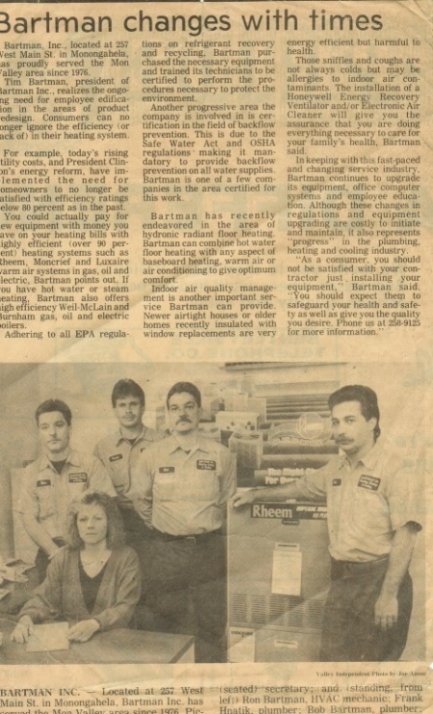 Bartman changes with times
Bartman, Inc., located at 257
West Main St. in Monongahela,
has proudly served the Mon
Valley area since 1976.
Tim Bartman, president of
Bartman Inc., realizes the ongo-
ing need for employee edifica-
tion in the areas of product
redesign. Consumers can no
longer ignore the efficiency (or
lack of) in their heating system.
For example, today's rising
utility costs, and President Clin-
ton's energy reform, have im-
plemented the need for
homeowners to no longer be
satisfied with efficiency ratings
below 80 percent as in the past.
You could actually pay for
new equipment with money you
save on your heating bills with
highly efficient (over 90 per-
cent) heating systems such as
Rheem, Moncrief and Luxaire
warm air systems in gas, oil and
electric, Bartman points out. If
you have hot water or steam
heating, Bartman also offers
high efficiency Weil-McLain and
Burnham gas, oil and electric
boilers.
Adhering to all EPA regula-
tions on refrigerant recovery
and recycling, Bartman pur-
chased the necessary equipment
and trained its technicians to be
certified to perform the pro-
cedures necessary to protect the
environment.
Another progressive area the
company is involved in is cer-
tification in the field of backflow
prevention. This is due to the
Safe Water Act and OSHA
regulations making it man-
datory to provide backflow
prevention on all water supplies.
Bartman is one of a few com-
panies in the area certified for
this work.
Bartman has recently
endeavored in the area of
hydronic radiant floor heating.
Bartman can combine hot water
floor heating with any aspect of
baseboard heating, warm air or
air conditioning to give optimum
comfort.
Indoor air quality manage-
ment is another important ser-
vice Bartman can provide.
Newer airtight houses or older
homes recently insulated with
window replacements are very
energy efficient but harmful to
health.
Those sniffles and coughs are
not always colds but may be
allergies to indoor air con-
taminants. The installation of a
Honeywell Energy Recovery
Ventilator and/or Electronic Air
Cleaner will give you the
assurance that you are doing
everything necessary to care for
your family's health, Bartman
said.
In keeping with this fast-paced
and changing service industry,
Bartman continues to upgrade
its equipment, office computer
systems and employee educa-
tion. Although these changes in
regulations and equipment
upgrading are costly to initiate
and maintain, it also represents
"progress" in the plumbing,
heating and cooling industry.
"As a consumer, you should
not be satisfied with your con-
tractor just installing your
equipment," Bartman said.
"You should expect them to
safeguard your health and safe-
ty as well as give you the quality
you desire. Phone us at 258-9125
for more information."
Rheem
Valley Independent Photo by
BARTMAN INC. — Located at 257 West
Main St. in Monongahela, Bartman Inc. has
served the Mon Valley area since 1976. Pic-
(seated) secretary; and (standing, from
left) Ron Bartman, HVAC mechanic; Frank
Hnatik, plumber; Bob Bartman, plumber;